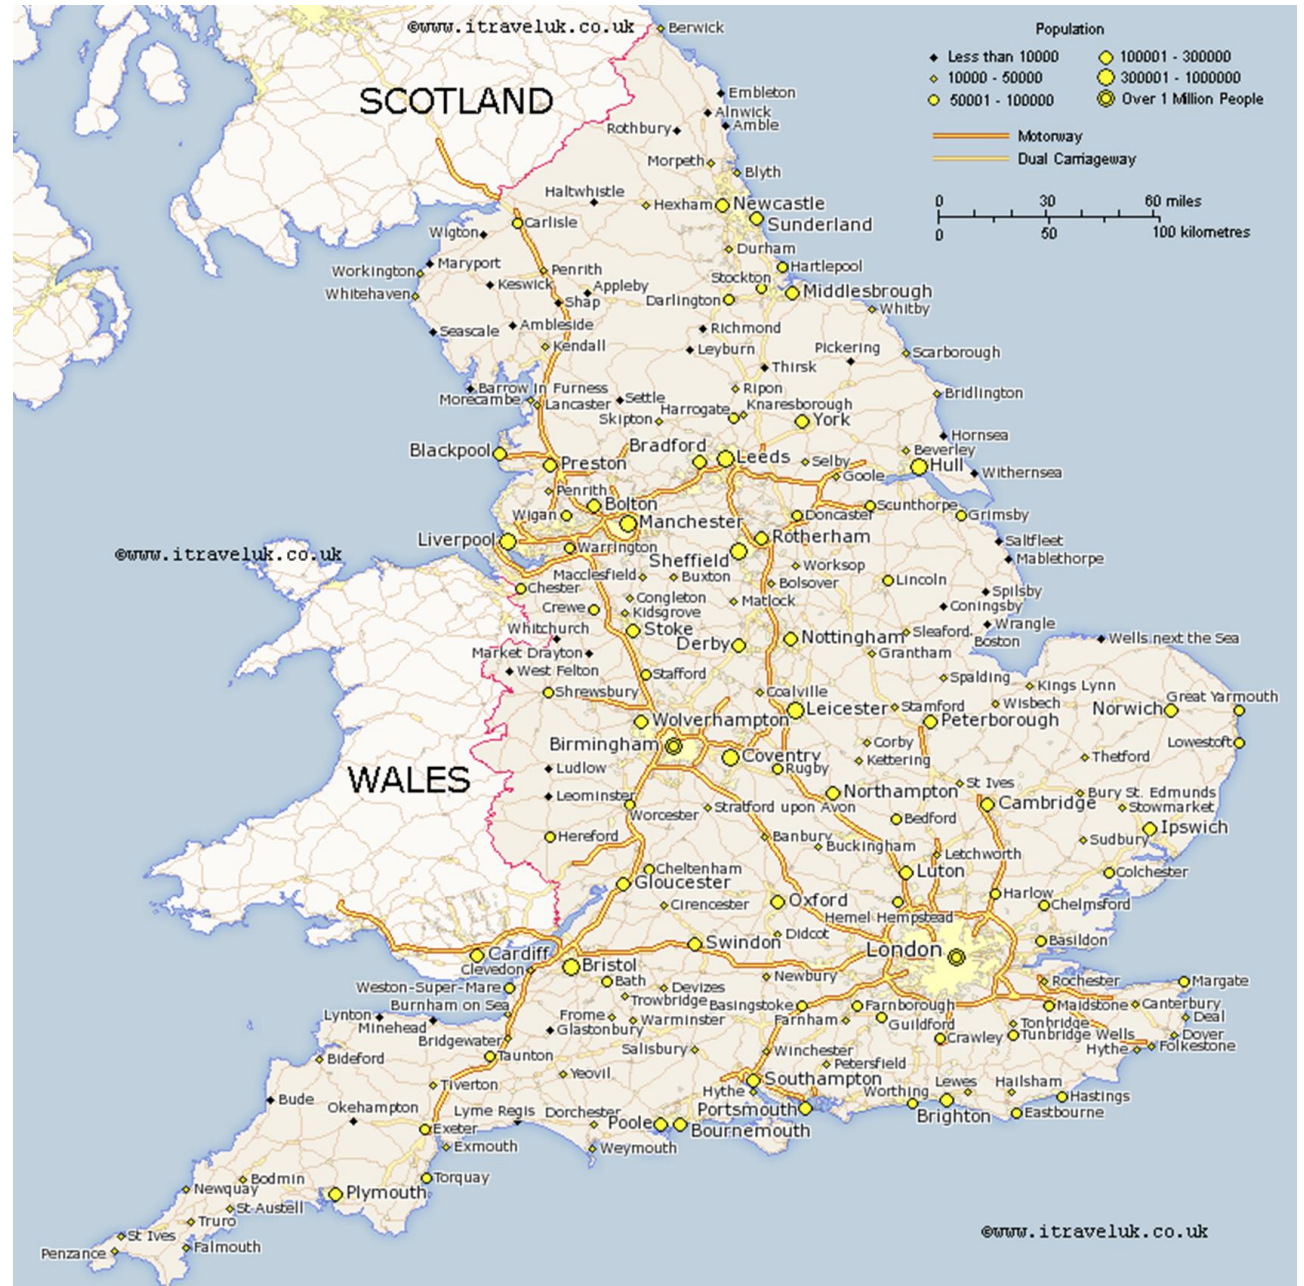 ©www.itraveluk.co.uk
Berwick
Population
Less than 10000
100001 - 300000
10000 - 50000
300001 - 1000000
50001 - 100000
Over 1 Million People
Motorway
Dual Carriageway
0 30 60 miles
0 50 100 kilometres
SCOTLAND
Embleton
Alnwick
Amble
Rothbury
Morpeth
Blyth
Haltwhistle
Hexham
Newcastle
Sunderland
Carlisle
Wigton
Durham
Maryport
Workington
Penrith
Hartlepool
Stockton
Keswick
Appleby
Whitehaven
Shap
Darlington
Middlesbrough
Whitby
Seascale
Ambleside
Richmond
Kendall
Leyburn
Pickering
Scarborough
Thirsk
Barrow In Furness
Ripon
Bridlington
Morecambe
Lancaster
Settle
Harrogate
Knaresborough
Skipton
York
Hornsea
Blackpool
Bradford
Leeds
Beverley
Preston
Selby
Hull
Goole
Withernsea
Penrith
Bolton
Scunthorpe
Wigan
Manchester
Doncaster
Grimsby
Liverpool
Rotherham
Saltfleet
©www.itraveluk.co.uk
Warrington
Sheffield
Mablethorpe
Worksop
Macclesfield
Buxton
Bolsover
Lincoln
Chester
Congleton
Matlock
Spilsby
Crewe
Kidsgrove
Coningsby
Whitchurch
Stoke
Wrangle
Derby
Nottingham
Sleaford
Boston
Wells next the Sea
Market Drayton
Grantham
West Felton
Stafford
Spalding
Kings Lynn
Shrewsbury
Coalville
Great Yarmouth
Leicester
Stamford
Wisbech
Norwich
Wolverhampton
Peterborough
Birmingham
Corby
Lowestoft
Coventry
Kettering
Thetford
Ludlow
Rugby
WALES
St Ives
Leominster
Northampton
Bury St. Edmunds
Worcester
Stratford upon Avon
Cambridge
Stowmarket
Bedford
Ipswich
Hereford
Banbury
Buckingham
Sudbury
Letchworth
Cheltenham
Luton
Colchester
Gloucester
Harlow
Cirencester
Oxford
Hemel Hempstead
Chelmsford
Didcot
Swindon
London
Basildon
Cardiff
Clevedon
Bristol
Newbury
Weston-Super-Mare
Bath
Devizes
Rochester
Margate
Burnham on Sea
Trowbridge
Basingstoke
Farnborough
Maidstone
Canterbury
Lynton
Minehead
Frome
Warminster
Farnham
Guildford
Tonbridge
Deal
Glastonbury
Bridgewater
Crawley
Tunbridge Wells
Dover
Folkestone
Hythe
Bideford
Taunton
Salisbury
Winchester
Petersfield
Tiverton
Yeovil
Southampton
Hythe
Worthing
Lewes
Hailsham
Hastings
Bude
Okehampton
Lyme Regis
Dorchester
Portsmouth
Brighton
Eastbourne
Exeter
Poole
Bournemouth
Exmouth
Weymouth
Bodmin
Torquay
Newquay
Plymouth
St Austell
Truro
St Ives
Falmouth
Penzance
©www.itraveluk.co.uk